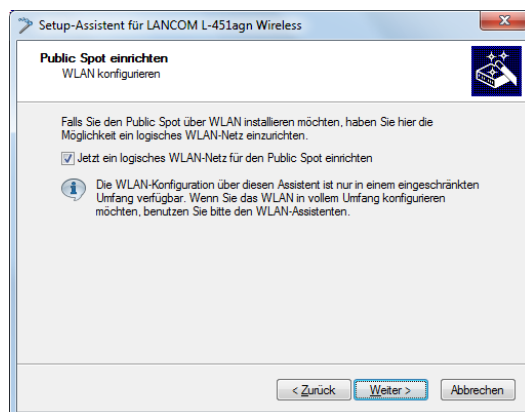 Setup-Assistent für LANCOM L-451agn Wireless
Public Spot einrichten
WLAN konfigurieren
Falls Sie den Public Spot über WLAN installieren möchten, haben Sie hier die
Möglichkeit ein logisches WLAN-Netz einzurichten.
Jetzt ein logisches WLAN-Netz für den Public Spot einrichten
Die WLAN-Konfiguration über diesen Assistent ist nur in einem eingeschränkten
Umfang verfügbar. Wenn Sie das WLAN in vollem Umfang konfigurieren
möchten, benutzen Sie bitte den WLAN-Assistenten.
< Zurück Weiter > Abbrechen